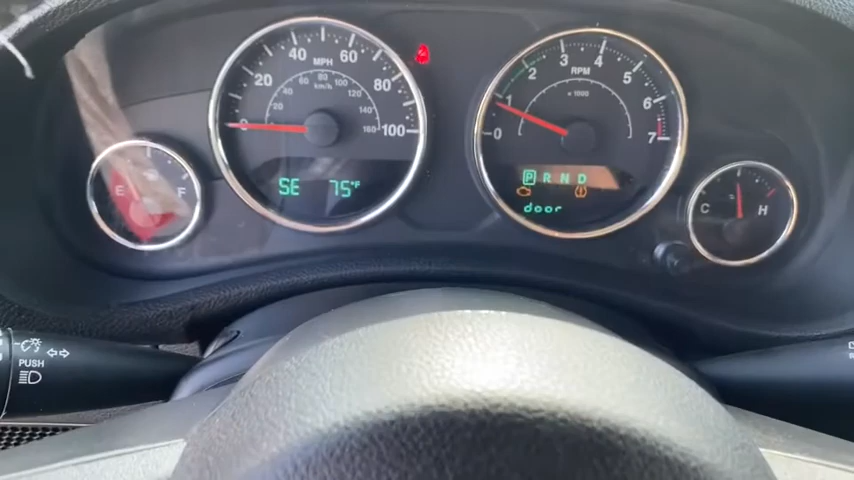 E F
0 20 40 60 80 100
MPH
20 40 60 80 100 120 140 160
km/h
SE 75°F
0 1 2 3 4 5 6 7
RPM
x 1000
P R N D
door
C H
PUSH